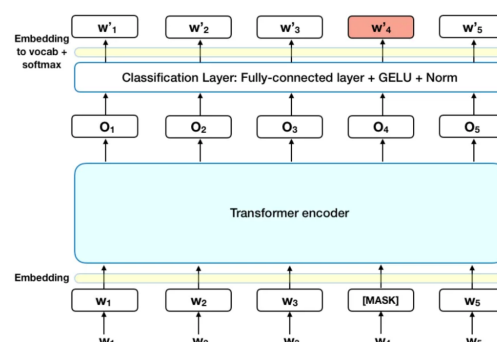 w'₁ w'₂ w'₃ w'₄ w'₅
Embedding
to vocab +
softmax
Classification Layer: Fully-connected layer + GELU + Norm
O₁ O₂ O₃ O₄ O₅
Transformer encoder
Embedding
w₁ w₂ w₃ [MASK] w₅